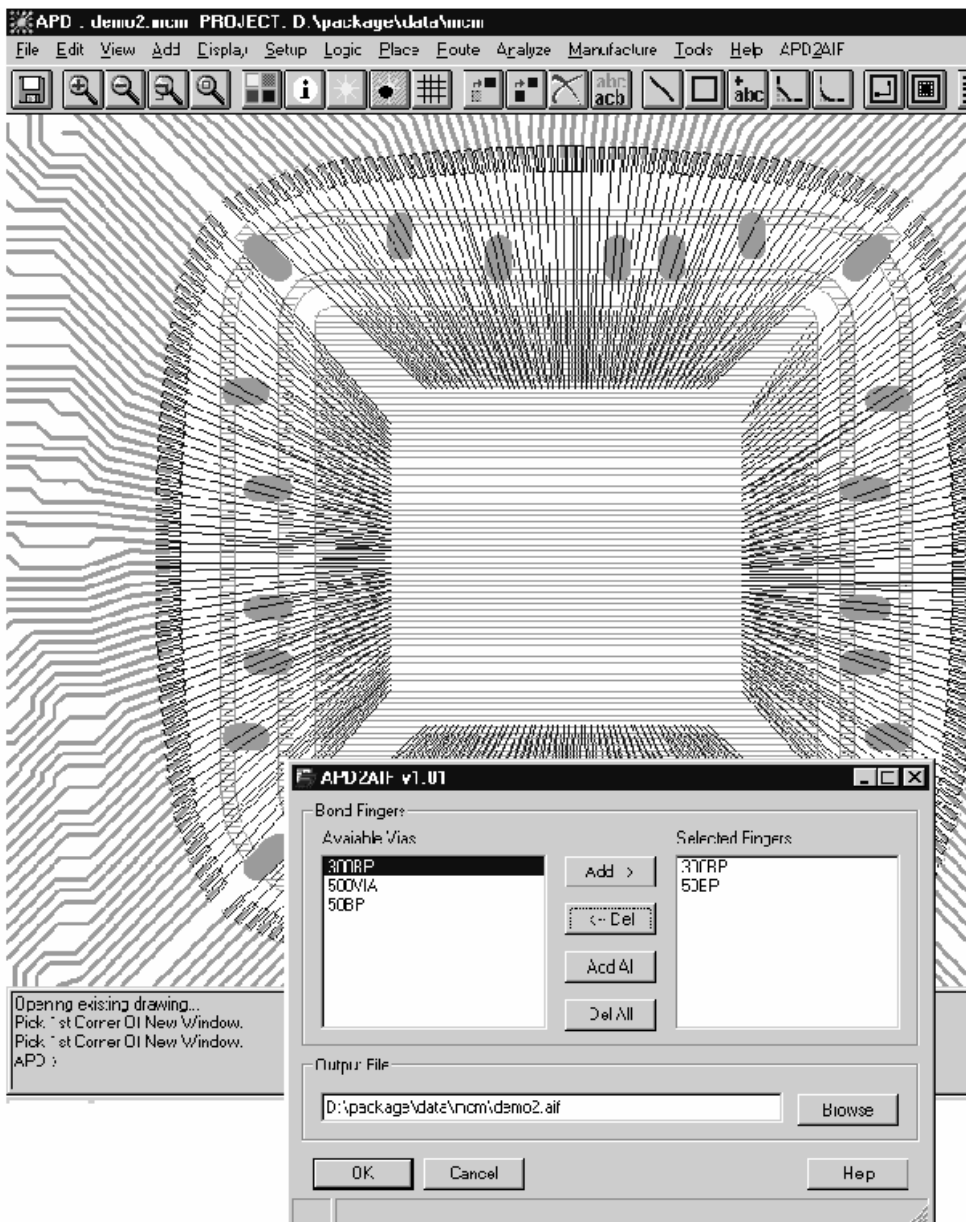 APD . demo2.mcm PROJECT. D.\package\data\mcm
File Edit View Add Display Setup Logic Place Route Analyze Manufacture Tools Help APD2AIF
abc
acb
abc
APD2AIF v1.01
Bond Fingers
Available Vias
Selected Fingers
300BP
500VIA
50BP
Add ->
<-- Del
Add All
Del All
300BP
50BP
Opening existing drawing...
Pick 1st Corner Of New Window.
Pick 1st Corner Of New Window.
APD >
Output File
D:\package\data\mcm\demo2.aif
Browse
OK
Cancel
Help